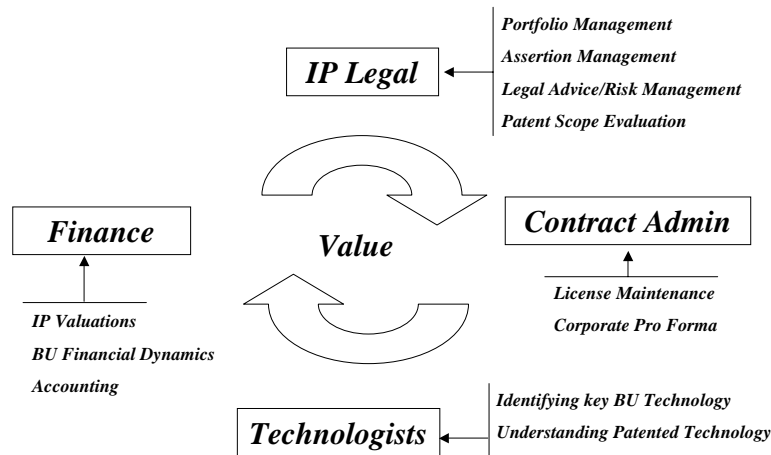 Portfolio Management
Assertion Management
IP Legal
Legal Advice/Risk Management
Patent Scope Evaluation
Finance
Value
Contract Admin
IP Valuations
BU Financial Dynamics
Accounting
License Maintenance
Corporate Pro Forma
Technologists
Identifying key BU Technology
Understanding Patented Technology